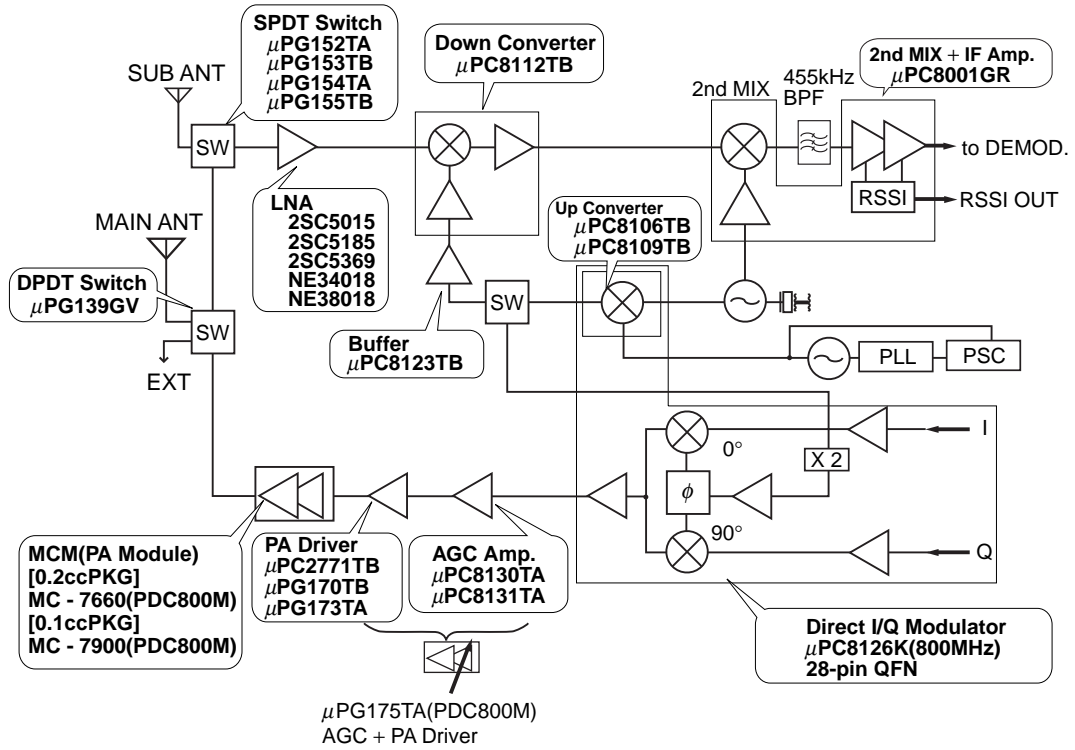 SPDT Switch
μPG152TA
μPG153TB
μPG154TA
μPG155TB
SUB ANT
SW
Down Converter
μPC8112TB
2nd MIX
455kHz
BPF
2nd MIX + IF Amp.
μPC8001GR
to DEMOD.
RSSI
RSSI OUT
LNA
2SC5015
2SC5185
2SC5369
NE34018
NE38018
MAIN ANT
DPDT Switch
μPG139GV
SW
EXT
Up Converter
μPC8106TB
μPC8109TB
SW
Buffer
μPC8123TB
PLL
PSC
I
0°
X 2
ϕ
90°
Q
MCM(PA Module)
[0.2ccPKG]
MC - 7660(PDC800M)
[0.1ccPKG]
MC - 7900(PDC800M)
PA Driver
μPC2771TB
μPG170TB
μPG173TA
AGC Amp.
μPC8130TA
μPC8131TA
Direct I/Q Modulator
μPC8126K(800MHz)
28-pin QFN
μPG175TA(PDC800M)
AGC + PA Driver